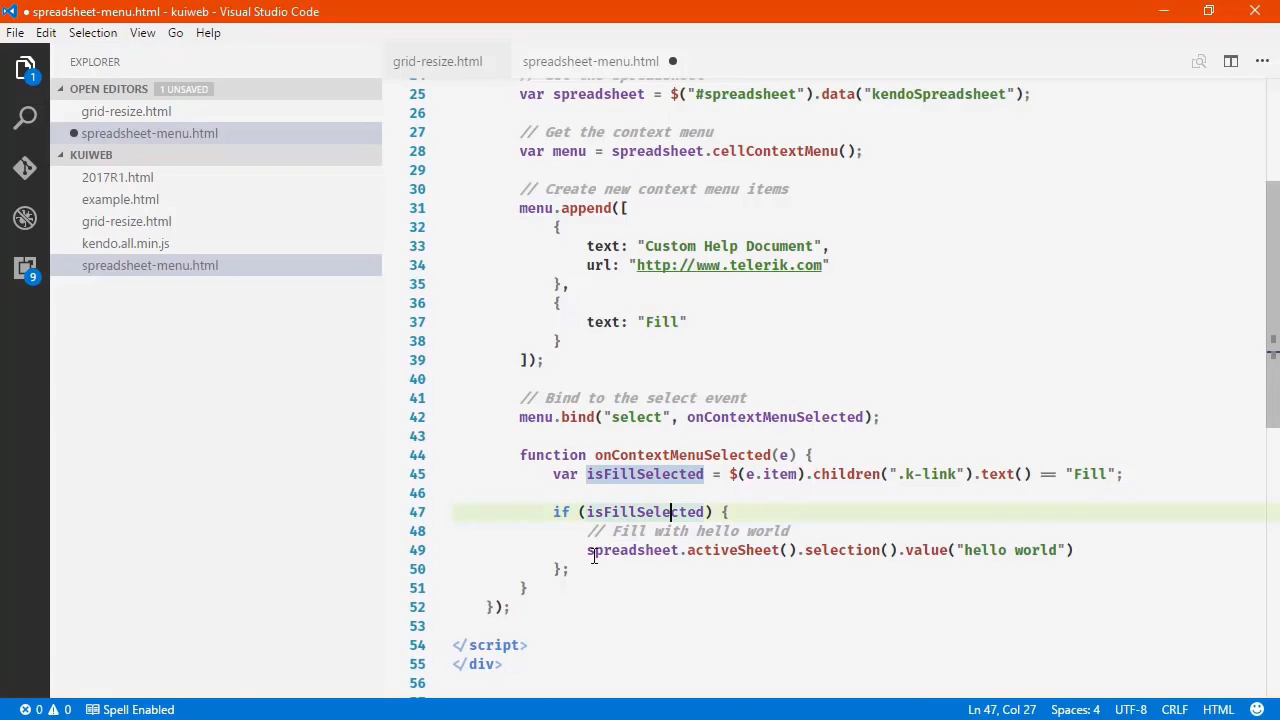 ● spreadsheet-menu.html - kuiweb - Visual Studio Code
File Edit Selection View Go Help
EXPLORER
grid-resize.html spreadsheet-menu.html ●
OPEN EDITORS 1 UNSAVED
grid-resize.html
● spreadsheet-menu.html
KUIWEB
2017R1.html
example.html
grid-resize.html
kendo.all.min.js
spreadsheet-menu.html
1
9
25 var spreadsheet = $("#spreadsheet").data("kendoSpreadsheet");
26
27 // Get the context menu
28 var menu = spreadsheet.cellContextMenu();
29
30 // Create new context menu items
31 menu.append([
32 {
33 text: "Custom Help Document",
34 url: "http://www.telerik.com"
35 },
36 {
37 text: "Fill"
38 }
39 ]);
40
41 // Bind to the select event
42 menu.bind("select", onContextMenuSelected);
43
44 function onContextMenuSelected(e) {
45 var isFillSelected = $(e.item).children(".k-link").text() == "Fill";
46
47 if (isFillSelected) {
48 // Fill with hello world
49 spreadsheet.activeSheet().selection().value("hello world")
50 };
51 }
52 });
53
54 </script>
55 </div>
56
0 0 Spell Enabled Ln 47, Col 27 Spaces: 4 UTF-8 CRLF HTML